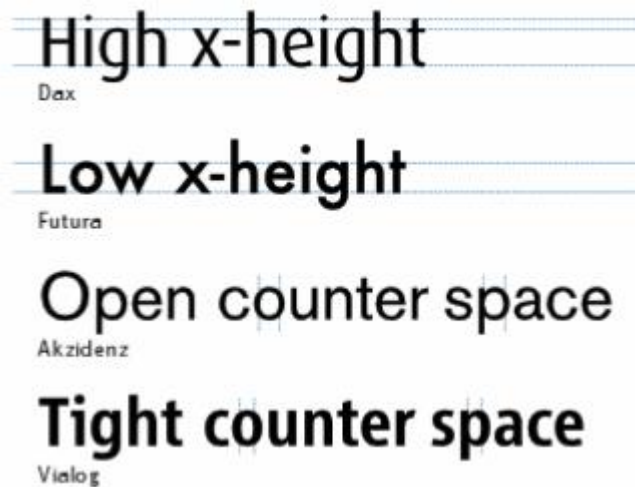 High x-height
Dax
Low x-height
Futura
Open counter space
Akzidenz
Tight counter space
Vialog